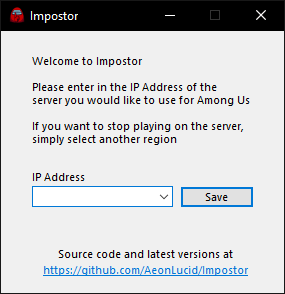 Impostor
Welcome to Impostor
Please enter in the IP Address of the
server you would like to use for Among Us
If you want to stop playing on the server,
simply select another region
IP Address
Save
Source code and latest versions at
https://github.com/AeonLucid/Impostor